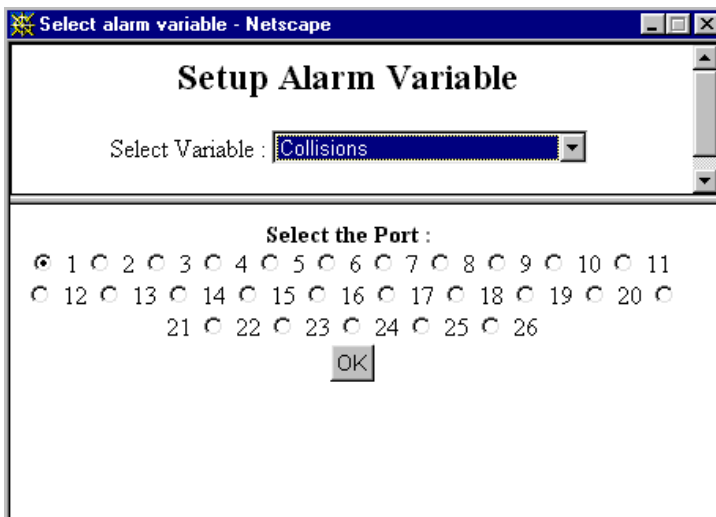 Select alarm variable - Netscape
Setup Alarm Variable
Select Variable : Collisions
Select the Port :
1 2 3 4 5 6 7 8 9 10 11
12 13 14 15 16 17 18 19 20
21 22 23 24 25 26
OK